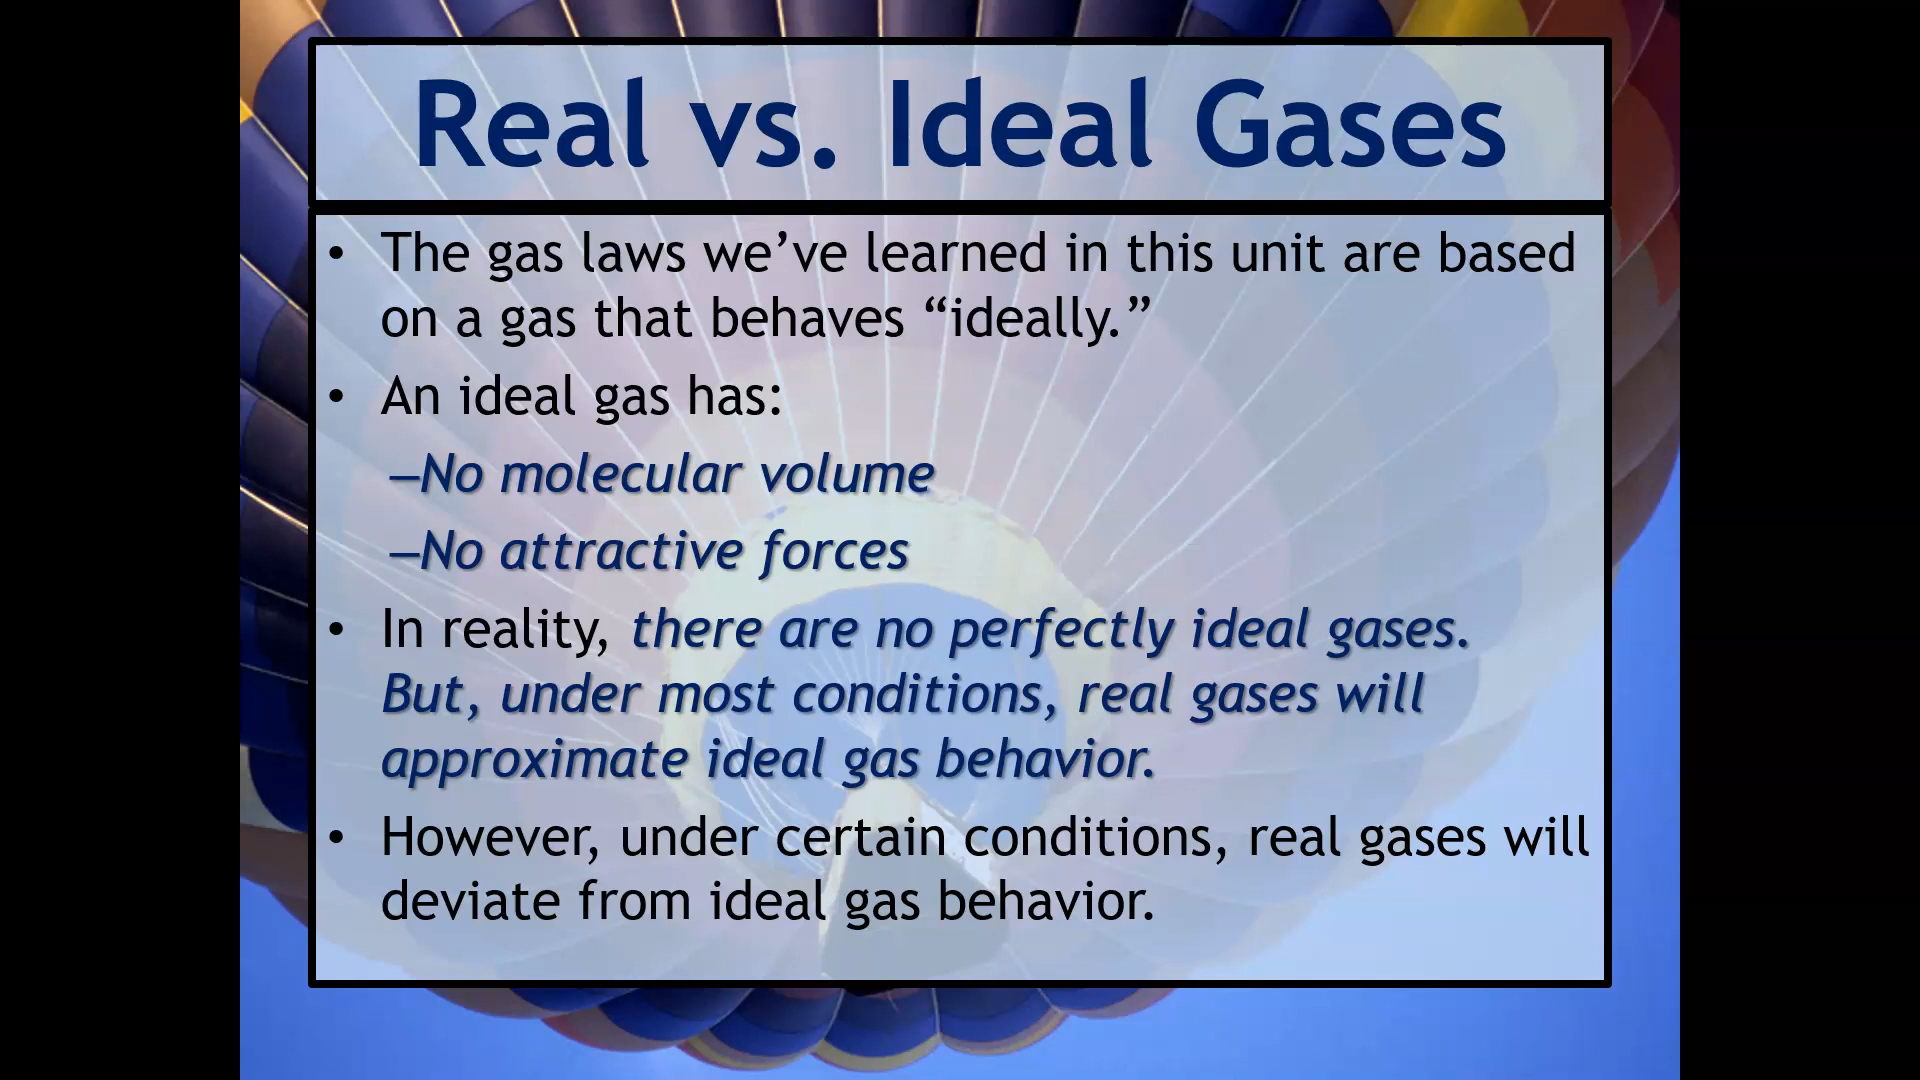 Real vs. Ideal Gases
• The gas laws we’ve learned in this unit are based
on a gas that behaves “ideally.”
• An ideal gas has:
–No molecular volume
–No attractive forces
• In reality, there are no perfectly ideal gases.
But, under most conditions, real gases will
approximate ideal gas behavior.
• However, under certain conditions, real gases will
deviate from ideal gas behavior.